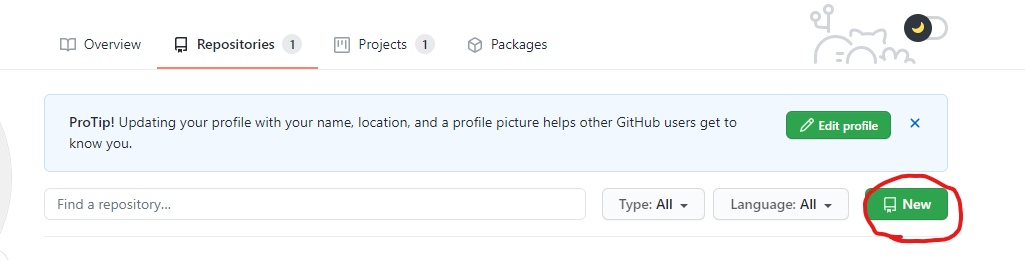 Overview Repositories 1 Projects 1 Packages
ProTip! Updating your profile with your name, location, and a profile picture helps other GitHub users get to
know you.
Edit profile
Find a repository...
Type: All
Language: All
New